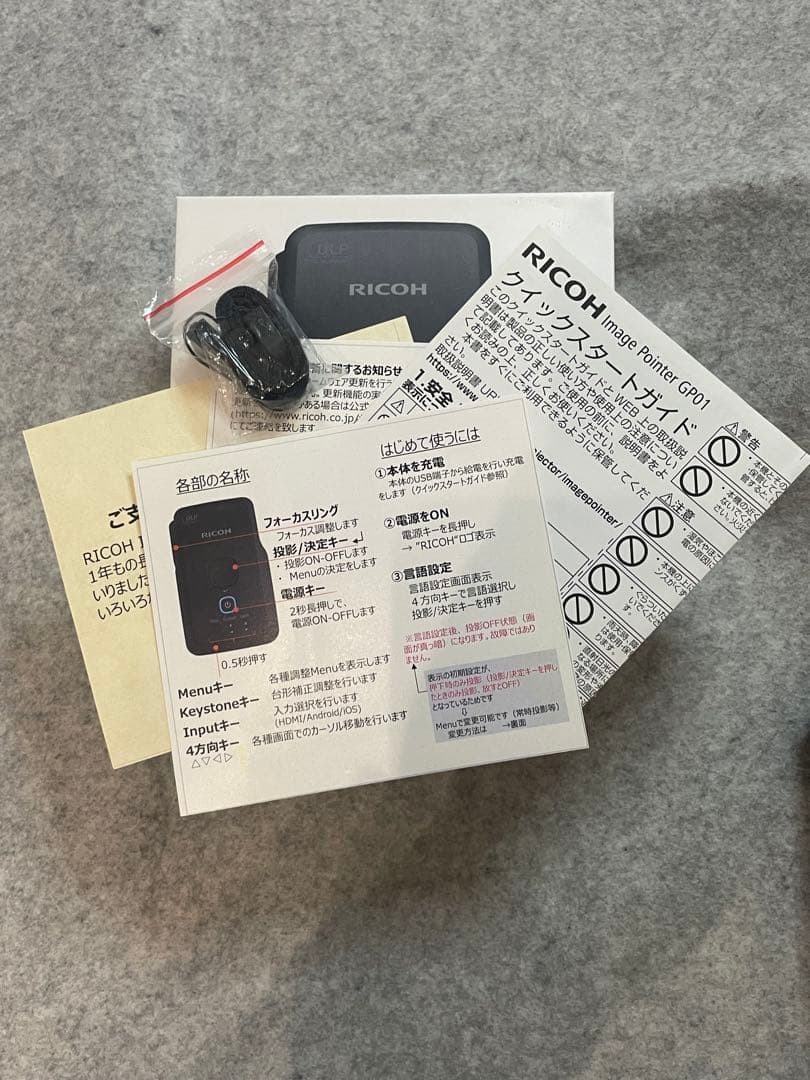 DLP
RICOH
RICOH Image Pointer GP01
クイックスタートガイド
このクイックスタートガイドと WEB 上の取扱説
明書は製品の正しい使い方や使用上の注意につい
て記載してあります。ご使用の前に、説明書をよ
くお読みの上、正しくお使いください。
本書をすぐにご利用できるように保管してくだ
さい。
取扱説明書
https://www
1.安全
表示に
jector/imagepointer/
警告
注意
に関するお知らせ
ームウェア更新を行
更新機能の実
ある場合は公式
(https://www.ricoh.co.jp/
にてご連絡を致します
ご支
RICOH I
1年もの長
いりました
いろいろ
各部の名称
DLP
RICOH
フォーカスリング
フォーカス調整します
投影/決定キー
・投影ON-OFFします
・Menuの決定をします
電源キー
2秒長押しで、
電源ON-OFFします
0.5秒押す
Menuキー 各種調整Menuを表示します
Keystoneキー 台形補正調整を行います
Inputキー 入力選択を行います
(HDMI/Android/iOS)
4方向キー 各種画面でのカーソル移動を行います
△▽◁▷
はじめて使うには
①本体を充電
本体のUSB端子から給電を行い充電
をします（クイックスタートガイド参照）
②電源をON
電源キーを長押し
→ ”RICOH”ロゴ表示
③言語設定
言語設定画面表示
４方向キーで言語選択し
投影/決定キーを押す
※言語設定後、投影OFF状態（画
面が真っ暗）になります。故障ではあり
ません。
表示の初期設定が、
押下時のみ投影（投影/決定キーを押し
たときのみ投影、放すとOFF）
となっているためです
⇩
Menuで変更可能です（常時投影等）
変更方法は →裏面